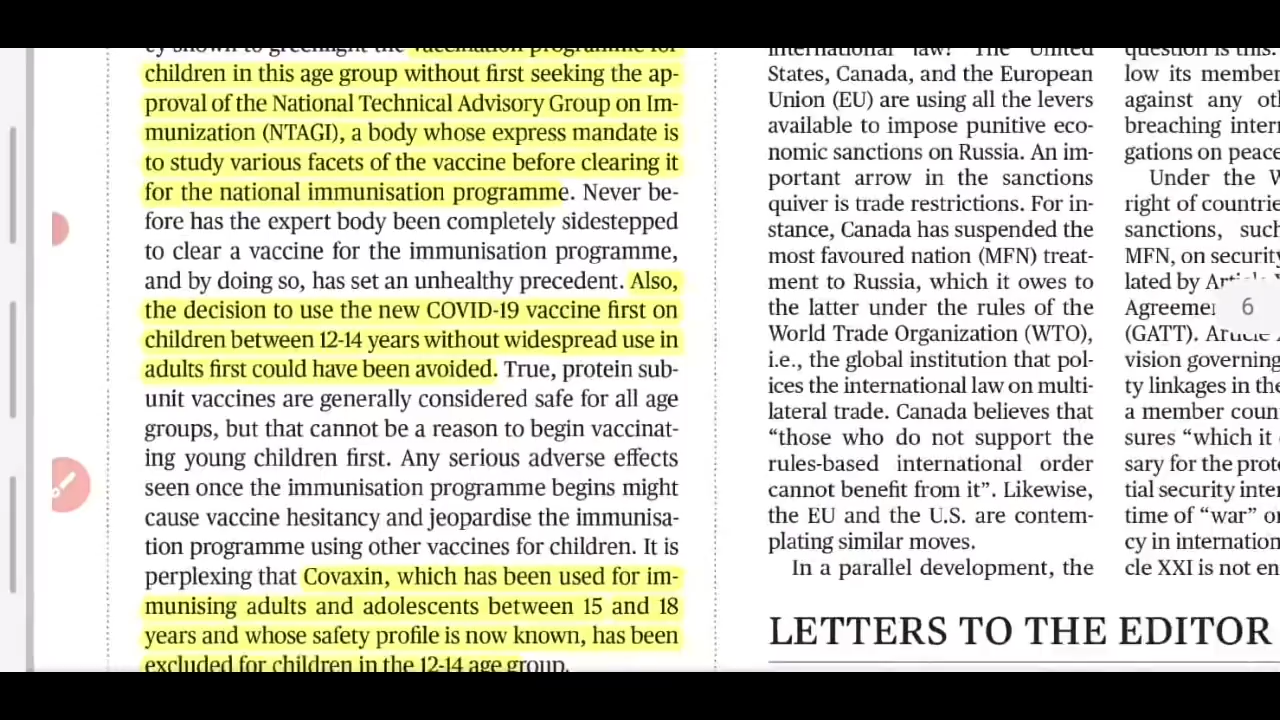 cy shown to greenlight the vaccination programme for
children in this age group without first seeking the ap-
proval of the National Technical Advisory Group on Im-
munization (NTAGI), a body whose express mandate is
to study various facets of the vaccine before clearing it
for the national immunisation programme. Never be-
fore has the expert body been completely sidestepped
to clear a vaccine for the immunisation programme,
and by doing so, has set an unhealthy precedent. Also,
the decision to use the new COVID-19 vaccine first on
children between 12-14 years without widespread use in
adults first could have been avoided. True, protein sub-
unit vaccines are generally considered safe for all age
groups, but that cannot be a reason to begin vaccinat-
ing young children first. Any serious adverse effects
seen once the immunisation programme begins might
cause vaccine hesitancy and jeopardise the immunisa-
tion programme using other vaccines for children. It is
perplexing that Covaxin, which has been used for im-
munising adults and adolescents between 15 and 18
years and whose safety profile is now known, has been
excluded for children in the 12-14 age group.
international law? The United
States, Canada, and the European
Union (EU) are using all the levers
available to impose punitive eco-
nomic sanctions on Russia. An im-
portant arrow in the sanctions
quiver is trade restrictions. For in-
stance, Canada has suspended the
most favoured nation (MFN) treat-
ment to Russia, which it owes to
the latter under the rules of the
World Trade Organization (WTO),
i.e., the global institution that pol-
ices the international law on multi-
lateral trade. Canada believes that
“those who do not support the
rules-based international order
cannot benefit from it”. Likewise,
the EU and the U.S. are contem-
plating similar moves.
In a parallel development, the
question is this.
low its member
against any
breaching
gations on peace
Under the
right of countrie
sanctions, such
MFN, on security
lated by
6
(GATT).
vision governing
ty linkages in the
a member coun
sures “which it
sary for the prote
tial security inter
time of “war” or
cy in internation
cle XXI is not en
LETTERS TO THE EDITOR